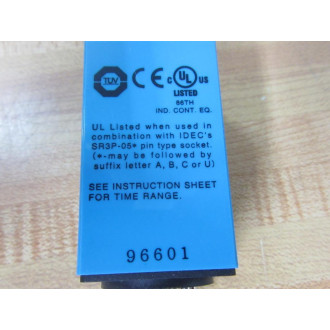 TÜV CE C UL US
LISTED
66TH
IND. CONT. EQ.
UL Listed when used in
combination with IDEC's
SR3P-05* pin type socket.
(*-may be followed by
suffix letter A, B, C or U)
SEE INSTRUCTION SHEET
FOR TIME RANGE.
96601